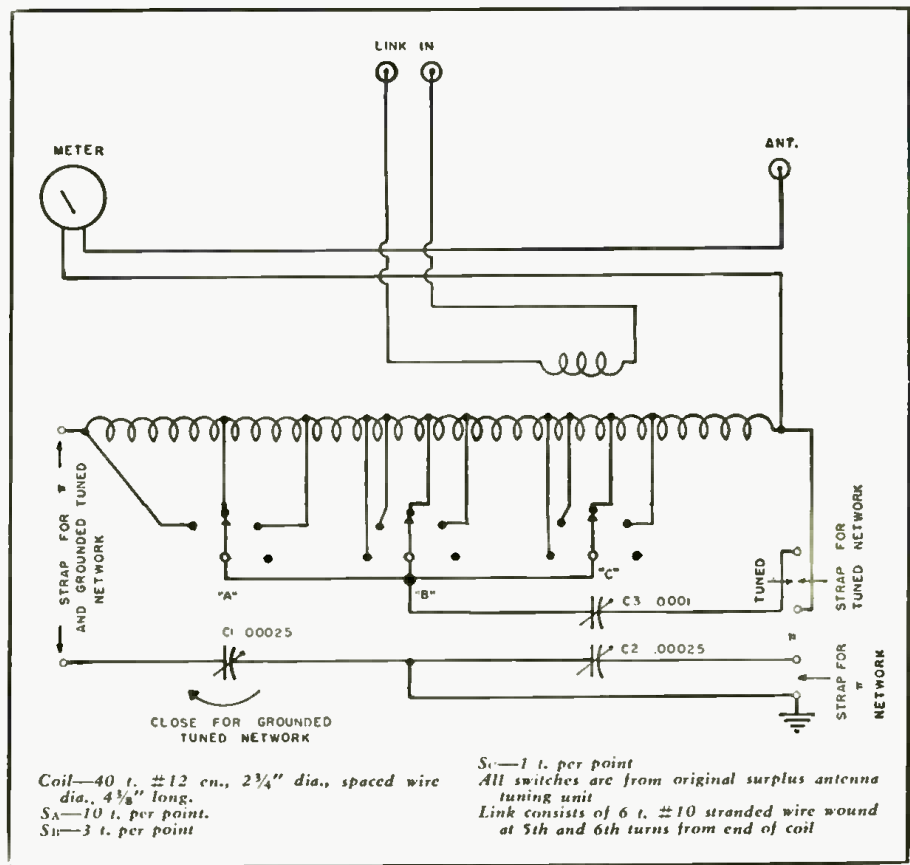 LINK IN
METER
ANT.
STRAP FOR π
AND GROUNDED TUNED
NETWORK
"A"
"B"
"C"
TUNED
STRAP FOR
TUNED NETWORK
C3 0001
C1 00025
C2 .00025
π
STRAP FOR
π
NETWORK
CLOSE FOR GROUNDED
TUNED NETWORK
Coil—40 t. #12 en., 2¾" dia., spaced wire
dia., 4⅜" long.
SA—10 t. per point.
SB—3 t. per point
SC—1 t. per point
All switches are from original surplus antenna
tuning unit
Link consists of 6 t. #10 stranded wire wound
at 5th and 6th turns from end of coil